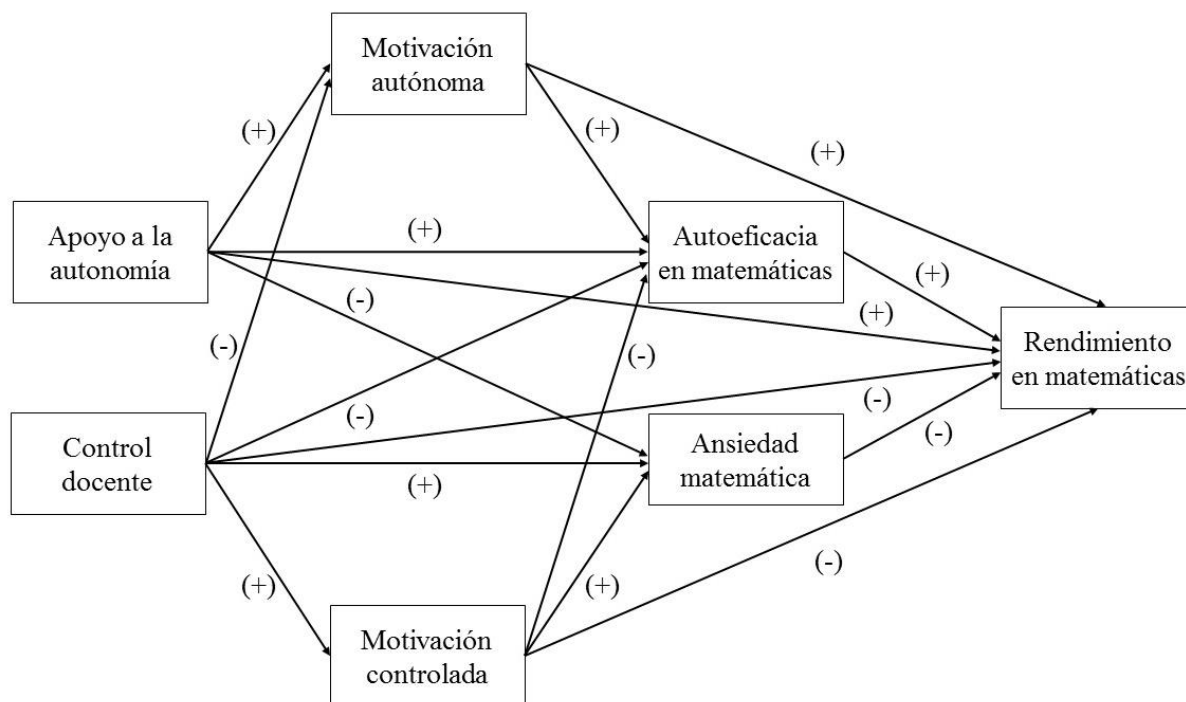 Motivación
autónoma
(+)
(+)
(+)
Apoyo a la
autonomía
(+)
Autoeficacia
en matemáticas
(+)
(-)
(+)
(-)
(-)
Rendimiento
en matemáticas
Control
docente
(-)
(+)
Ansiedad
matemática
(-)
(-)
(+)
(+)
(-)
Motivación
controlada